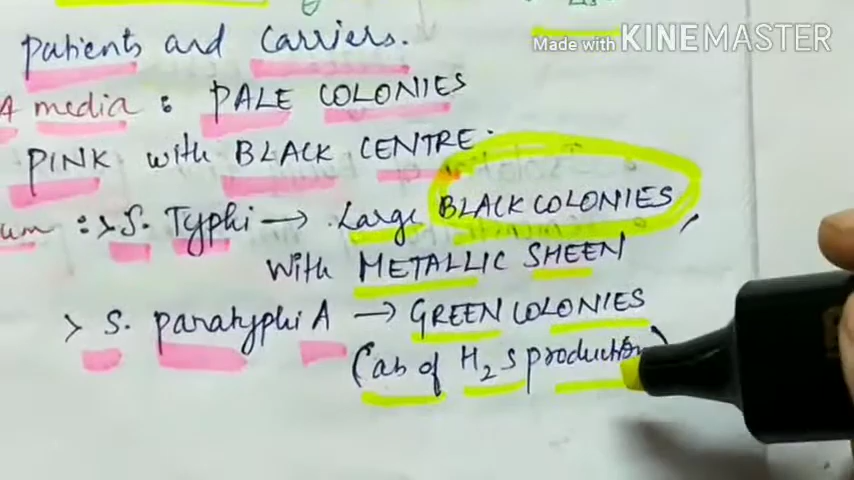 Made with KINEMASTER
patients and carriers.
A media : PALE COLONIES
PINK with BLACK CENTRE.
um :> S. Typhi → Large BLACK COLONIES
with METALLIC SHEEN
> S. paratyphi A → GREEN COLONIES
(ab of H2S production)